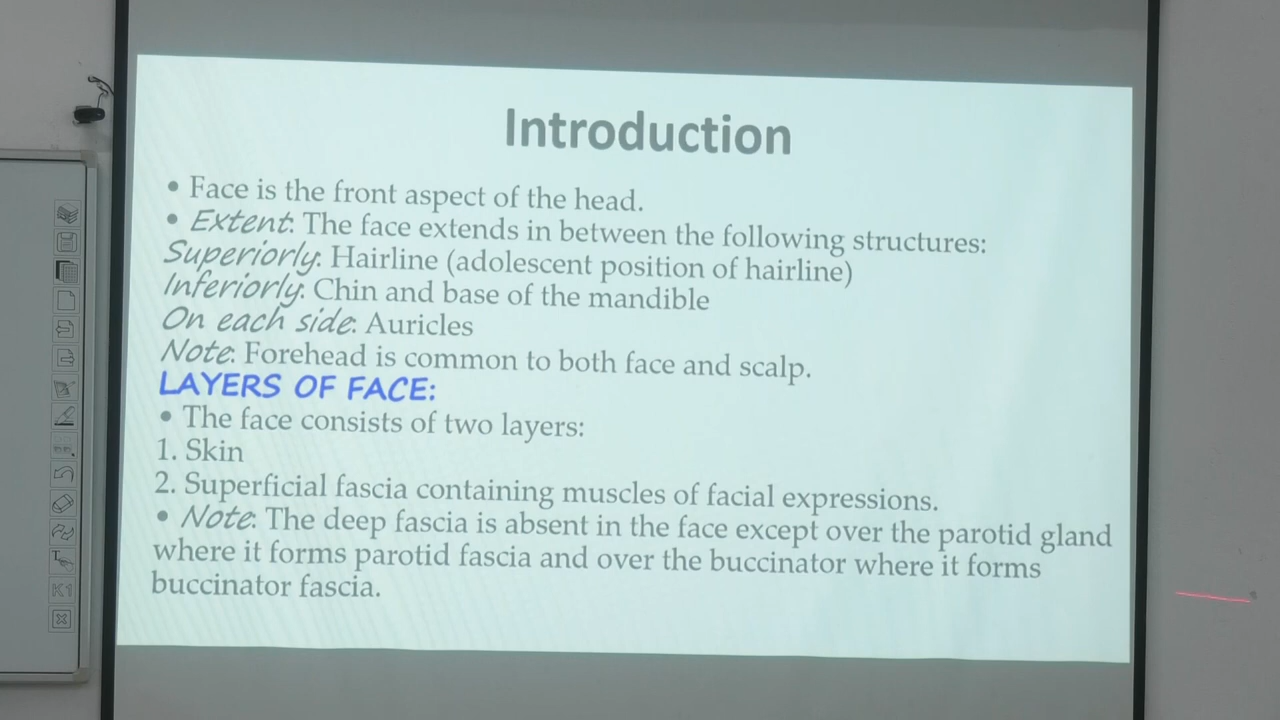 Introduction
• Face is the front aspect of the head.
• Extent: The face extends in between the following structures:
Superiorly: Hairline (adolescent position of hairline)
Inferiorly: Chin and base of the mandible
On each side: Auricles
Note: Forehead is common to both face and scalp.
LAYERS OF FACE:
• The face consists of two layers:
1. Skin
2. Superficial fascia containing muscles of facial expressions.
• Note: The deep fascia is absent in the face except over the parotid gland
where it forms parotid fascia and over the buccinator where it forms
buccinator fascia.
K1